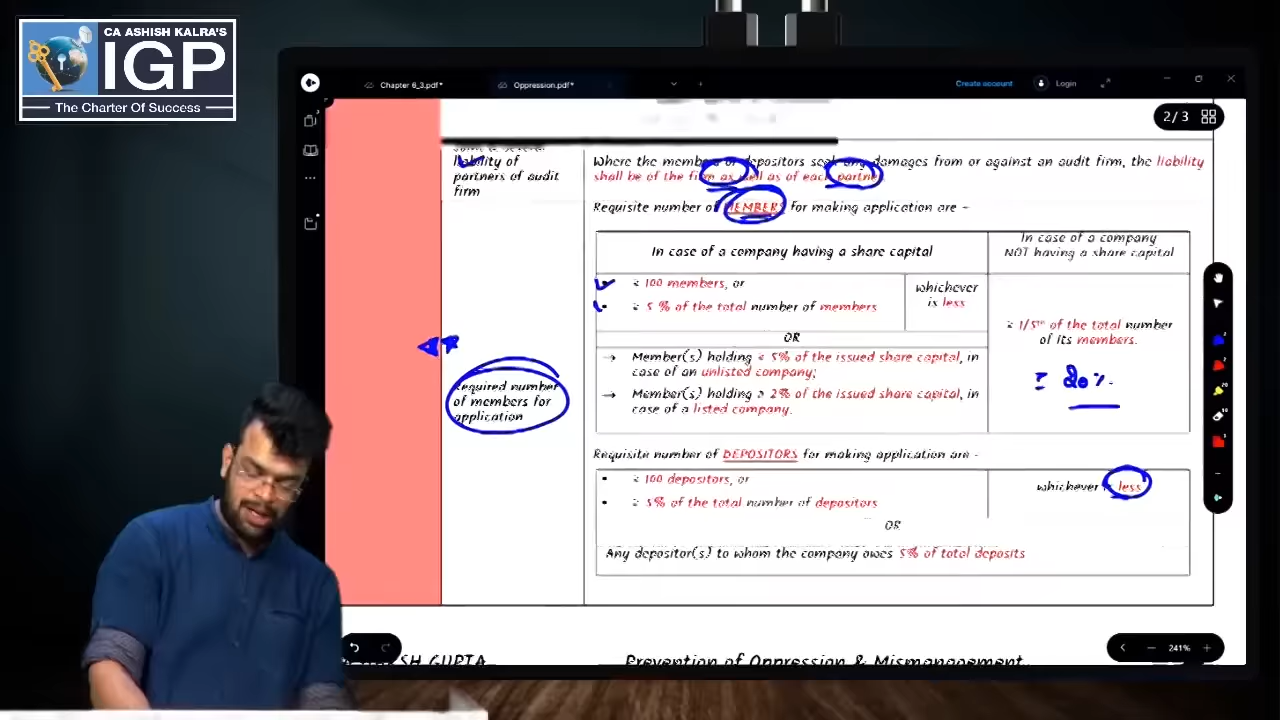 CA ASHISH KALRA'S
IGP
The Charter Of Success
Chapter 6_3.pdf*
Oppression.pdf*
Create account
Login
2/3
liability of
partners of audit
firm
Where the members or depositors seek any damages from or against an audit firm, the liability
shall be of the firm as well as of each partner
Requisite number of MEMBERS for making application are -
In case of a company having a share capital
In case of a company
NOT having a share capital
100 members, or
5 % of the total number of members
whichever
is less
1/5th of the total number
of its members.
= 20%
OR
→ Member(s) holding 5% of the issued share capital, in
case of an unlisted company;
→ Member(s) holding 2% of the issued share capital, in
case of a listed company.
Required number
of members for
application
Requisite number of DEPOSITORS for making application are -
100 depositors, or
5% of the total number of depositors
whichever is less
OR
Any depositor(s) to whom the company owes 5% of total deposits
GUPTA
Prevention of Oppression & Mismanagement
241%